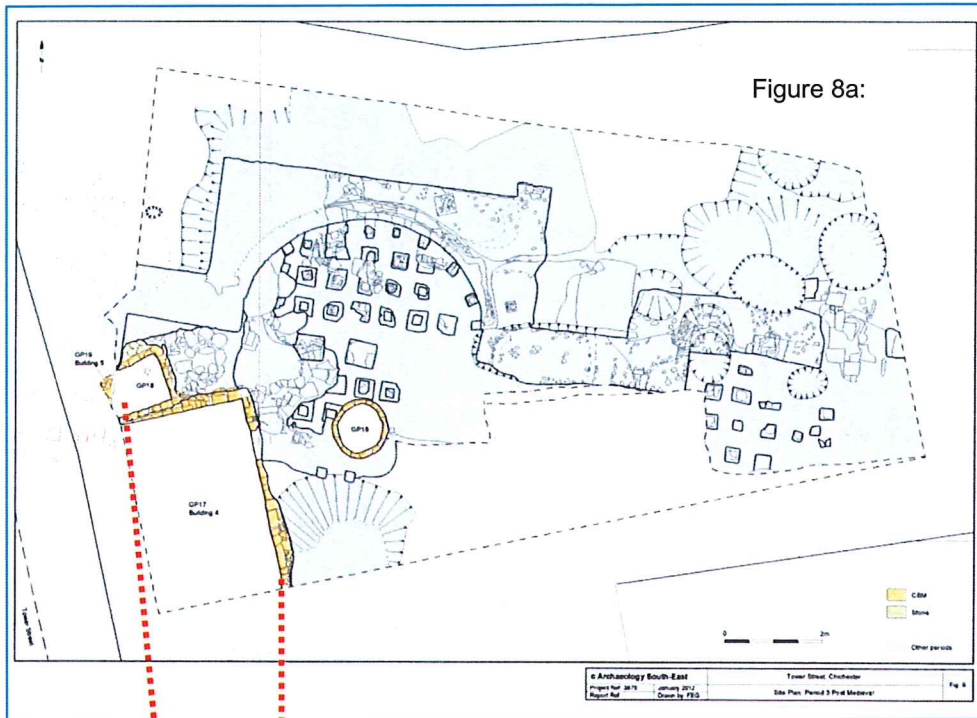 Figure 8a:
GP19
Building 5
GP18
GP18
GP17
Building 4
Tower Street
CBM
Stone
Other periods
0 2m
© Archaeology South-East
Project Ref: 3875 January 2012
Report Ref: Drawn by: FEG
Tower Street, Chichester
Site Plan: Period 3 Post Medieval
Fig. 8